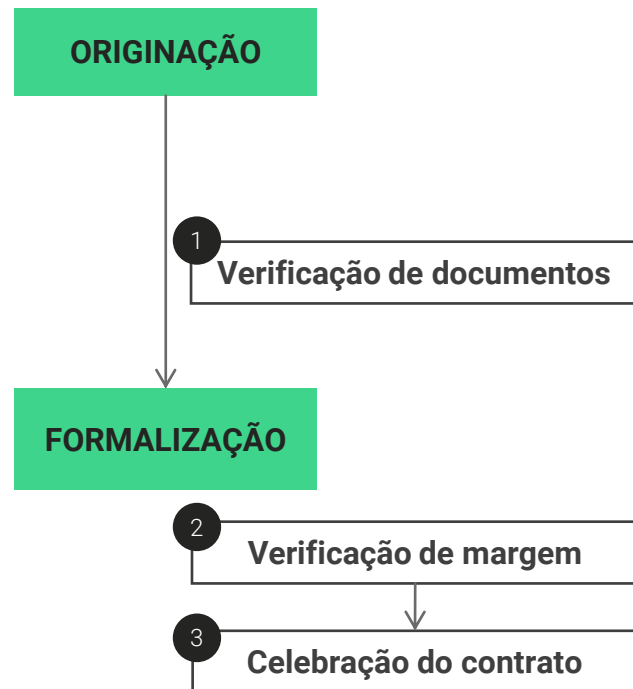 ORIGINAÇÃO
1
Verificação de documentos
FORMALIZAÇÃO
2
Verificação de margem
3
Celebração do contrato